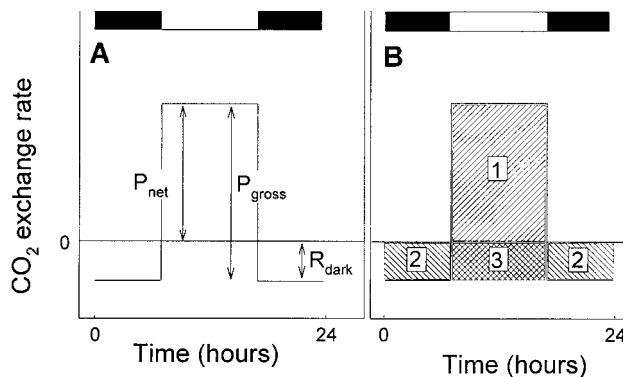 A
B
CO₂ exchange rate
0
P_net
P_gross
R_dark
1
2
3
2
0
24
0
24
Time (hours)
Time (hours)